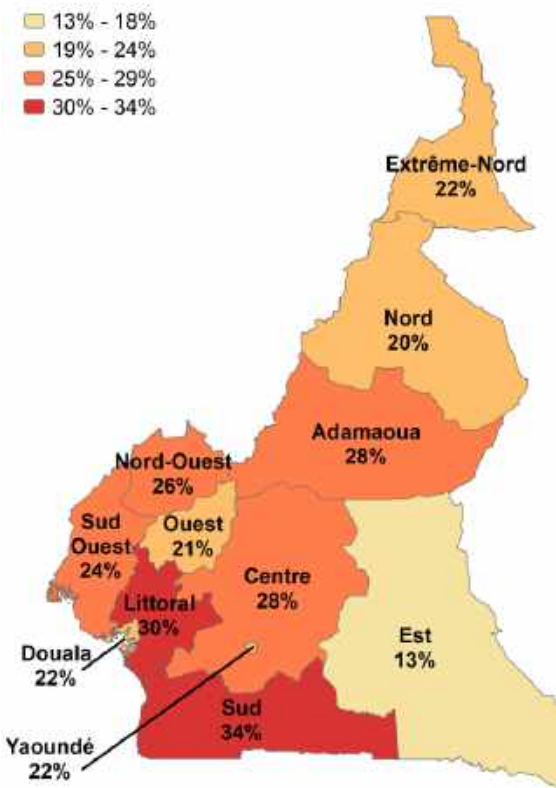 13% - 18%
19% - 24%
25% - 29%
30% - 34%
Extrême-Nord
22%
Nord
20%
Adamaoua
28%
Nord-Ouest
26%
Ouest
21%
Sud
Ouest
24%
Centre
28%
Littoral
30%
Est
13%
Douala
22%
Sud
34%
Yaoundé
22%